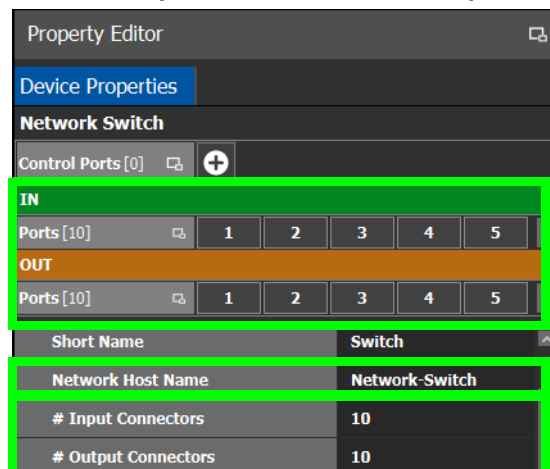 Property Editor
Device Properties
Network Switch
Control Ports [0]
IN
Ports [10] 1 2 3 4 5
OUT
Ports [10] 1 2 3 4 5
Short Name Switch
Network Host Name Network-Switch
# Input Connectors 10
# Output Connectors 10